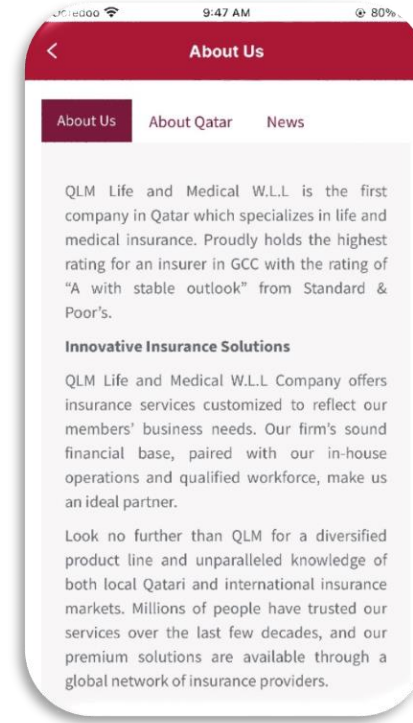 Ooredoo 9:47 AM 80%
About Us
About Us About Qatar News
QLM Life and Medical W.L.L is the first
company in Qatar which specializes in life and
medical insurance. Proudly holds the highest
rating for an insurer in GCC with the rating of
“A with stable outlook” from Standard &
Poor’s.
Innovative Insurance Solutions
QLM Life and Medical W.L.L Company offers
insurance services customized to reflect our
members’ business needs. Our firm’s sound
financial base, paired with our in-house
operations and qualified workforce, make us
an ideal partner.
Look no further than QLM for a diversified
product line and unparalleled knowledge of
both local Qatari and international insurance
markets. Millions of people have trusted our
services over the last few decades, and our
premium solutions are available through a
global network of insurance providers.